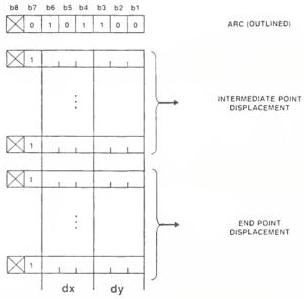 b8 b7 b6 b5 b4 b3 b2 b1
0 1 0 1 1 0 0 ARC (OUTLINED)
1
INTERMEDIATE POINT
DISPLACEMENT
1
1
END POINT
DISPLACEMENT
1
dx dy